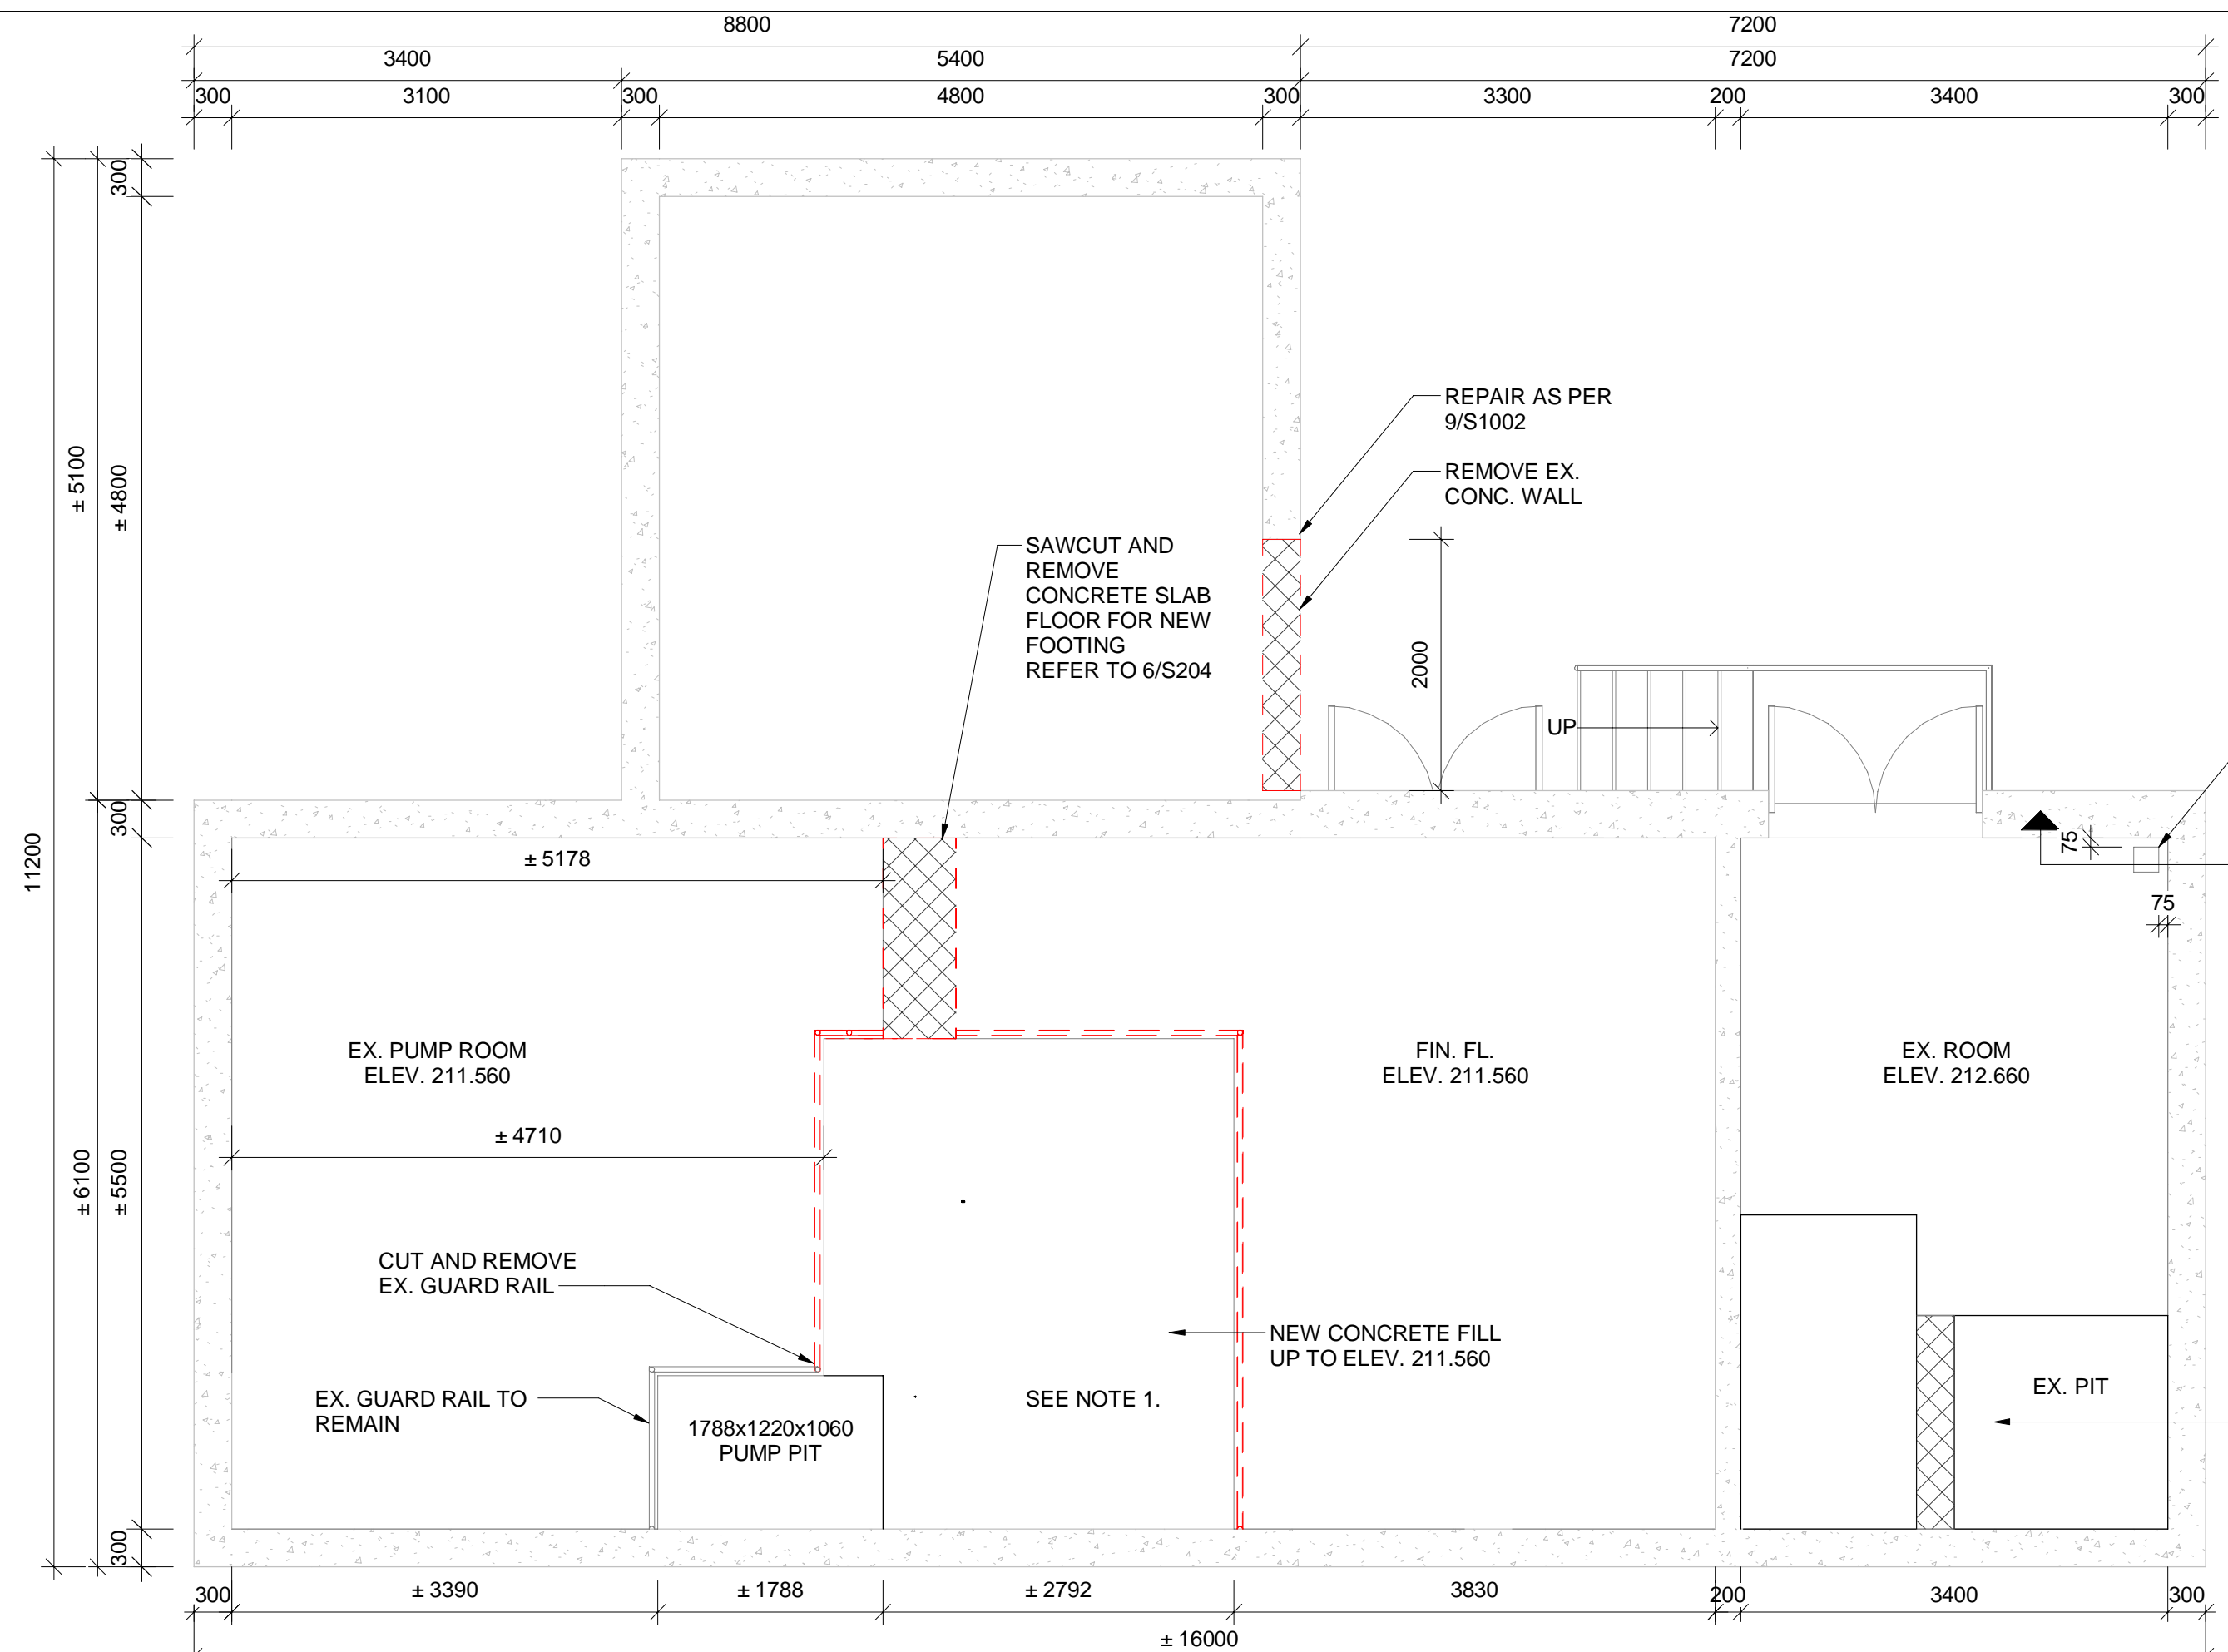 8800
7200
3400
5400
7200
300
3100
300
4800
300
3300
200
3400
300
300
± 5100
± 4800
REPAIR AS PER
9/S1002
REMOVE EX.
CONC. WALL
SAWCUT AND
REMOVE
CONCRETE SLAB
FLOOR FOR NEW
FOOTING
REFER TO 6/S204
2000
UP
300
11200
± 5178
75
75
EX. PUMP ROOM
ELEV. 211.560
FIN. FL.
ELEV. 211.560
EX. ROOM
ELEV. 212.660
± 4710
± 6100
± 5500
CUT AND REMOVE
EX. GUARD RAIL
NEW CONCRETE FILL
UP TO ELEV. 211.560
EX. GUARD RAIL TO
REMAIN
SEE NOTE 1.
EX. PIT
1788x1220x1060
PUMP PIT
300
300
± 3390
± 1788
± 2792
3830
200
3400
300
± 16000